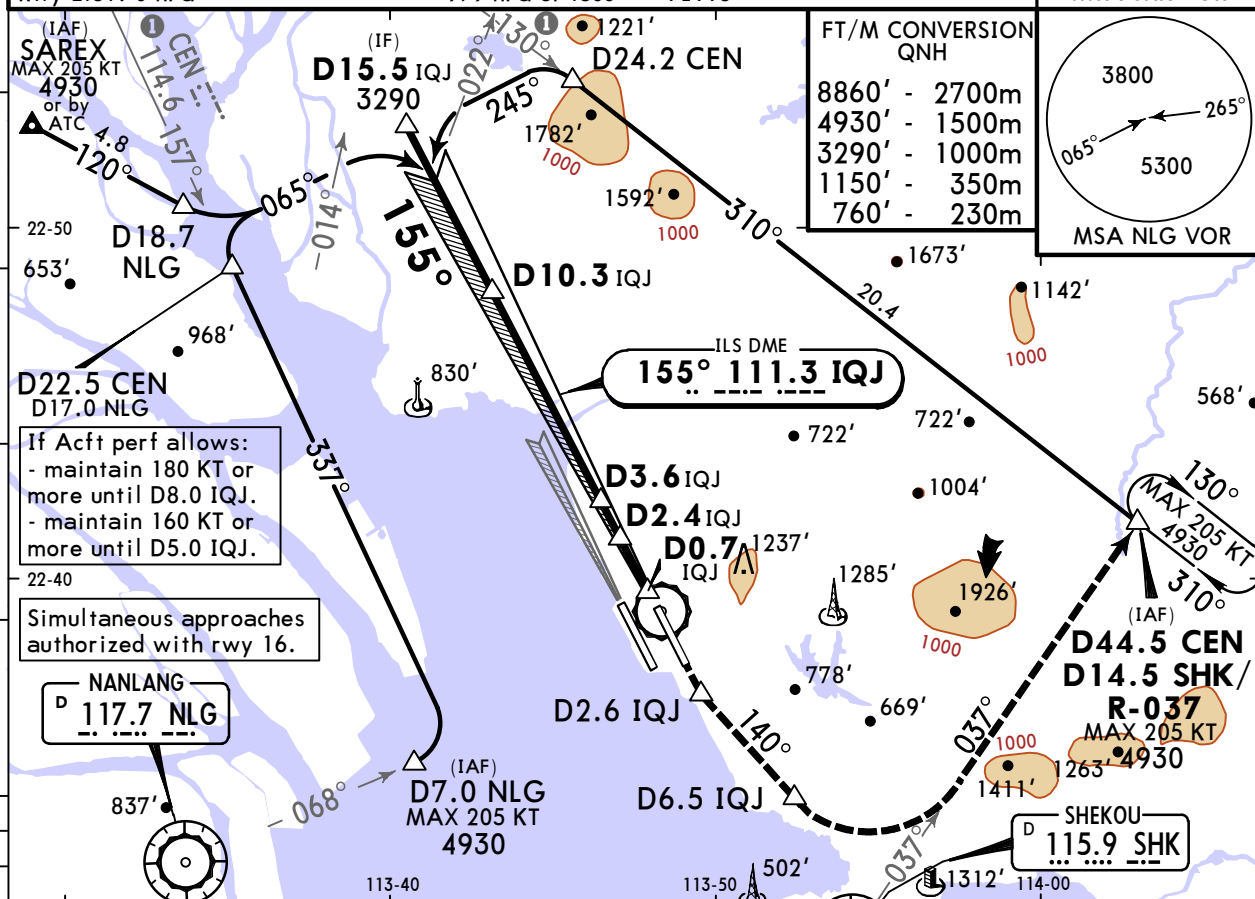 (IAF)
SAREX
MAX 205 KT
4930
or by
ATC
4.8
120°
1
CEN
114.6
157°
065°
014°
D18.7
NLG
22-50
653'
968'
D22.5 CEN
D17.0 NLG
If Acft perf allows:
- maintain 180 KT or
more until D8.0 IQJ.
- maintain 160 KT or
more until D5.0 IQJ.
22-40
Simultaneous approaches
authorized with rwy 16.
NANLANG
D 117.7 NLG
837'
068°
337°
(IAF)
D7.0 NLG
MAX 205 KT
4930
(IF)
D15.5 IQJ
3290
022°
1
130°
1221'
D24.2 CEN
245°
1782'
1000
1592'
1000
155°
D10.3 IQJ
310°
20.4
830'
ILS DME
155° 111.3 IQJ
FT/M CONVERSION
QNH
8860' - 2700m
4930' - 1500m
3290' - 1000m
1150' - 350m
760' - 230m
3800
065°
265°
5300
MSA NLG VOR
1673'
1142'
1000
568'
722'
722'
1004'
D3.6 IQJ
D2.4 IQJ
D0.7
IQJ
1237'
1285'
1926'
1000
130°
MAX 205 KT
4930
310°
(IAF)
D44.5 CEN
D14.5 SHK/
R-037
MAX 205 KT
4930
778'
669'
D2.6 IQJ
140°
D6.5 IQJ
037°
037°
1000
1411'
1263'
SHEKOU
D 115.9 SHK
1312'
502'
113-40
113-50
114-00